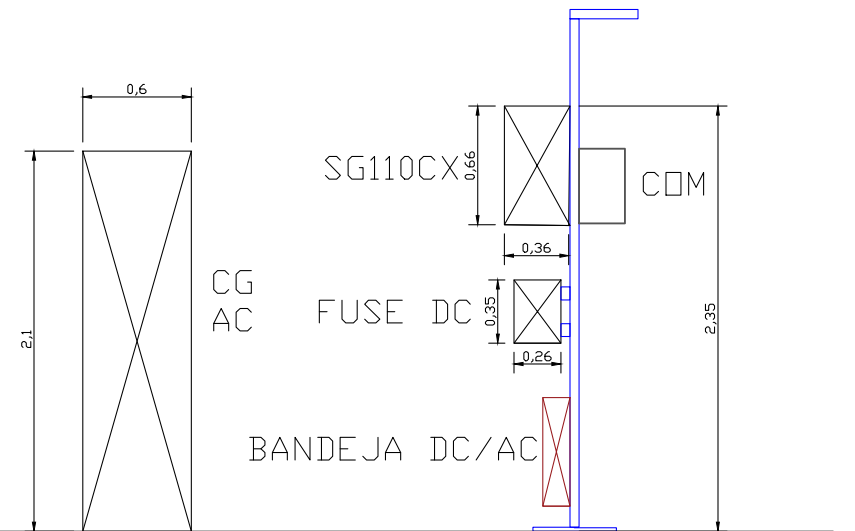 0,6
SG110CX
0,66
COM
0,36
CG
AC
FUSE DC
0,35
2,35
2,1
0,26
BANDEJA DC/AC